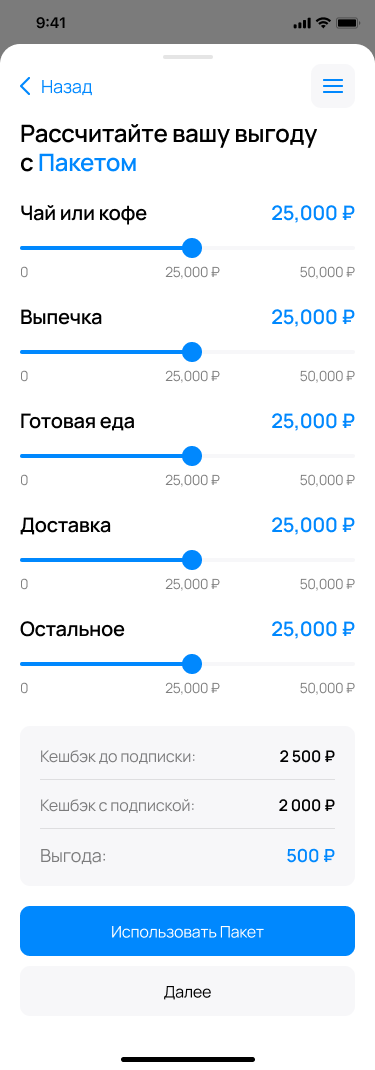 9:41
Назад
Рассчитайте вашу выгоду
с Пакетом
Чай или кофе 25,000 ₽
0 25,000 ₽ 50,000 ₽
Выпечка 25,000 ₽
0 25,000 ₽ 50,000 ₽
Готовая еда 25,000 ₽
0 25,000 ₽ 50,000 ₽
Доставка 25,000 ₽
0 25,000 ₽ 50,000 ₽
Остальное 25,000 ₽
0 25,000 ₽ 50,000 ₽
Кешбэк до подписки: 2 500 ₽
Кешбэк с подпиской: 2 000 ₽
Выгода: 500 ₽
Использовать Пакет
Далее